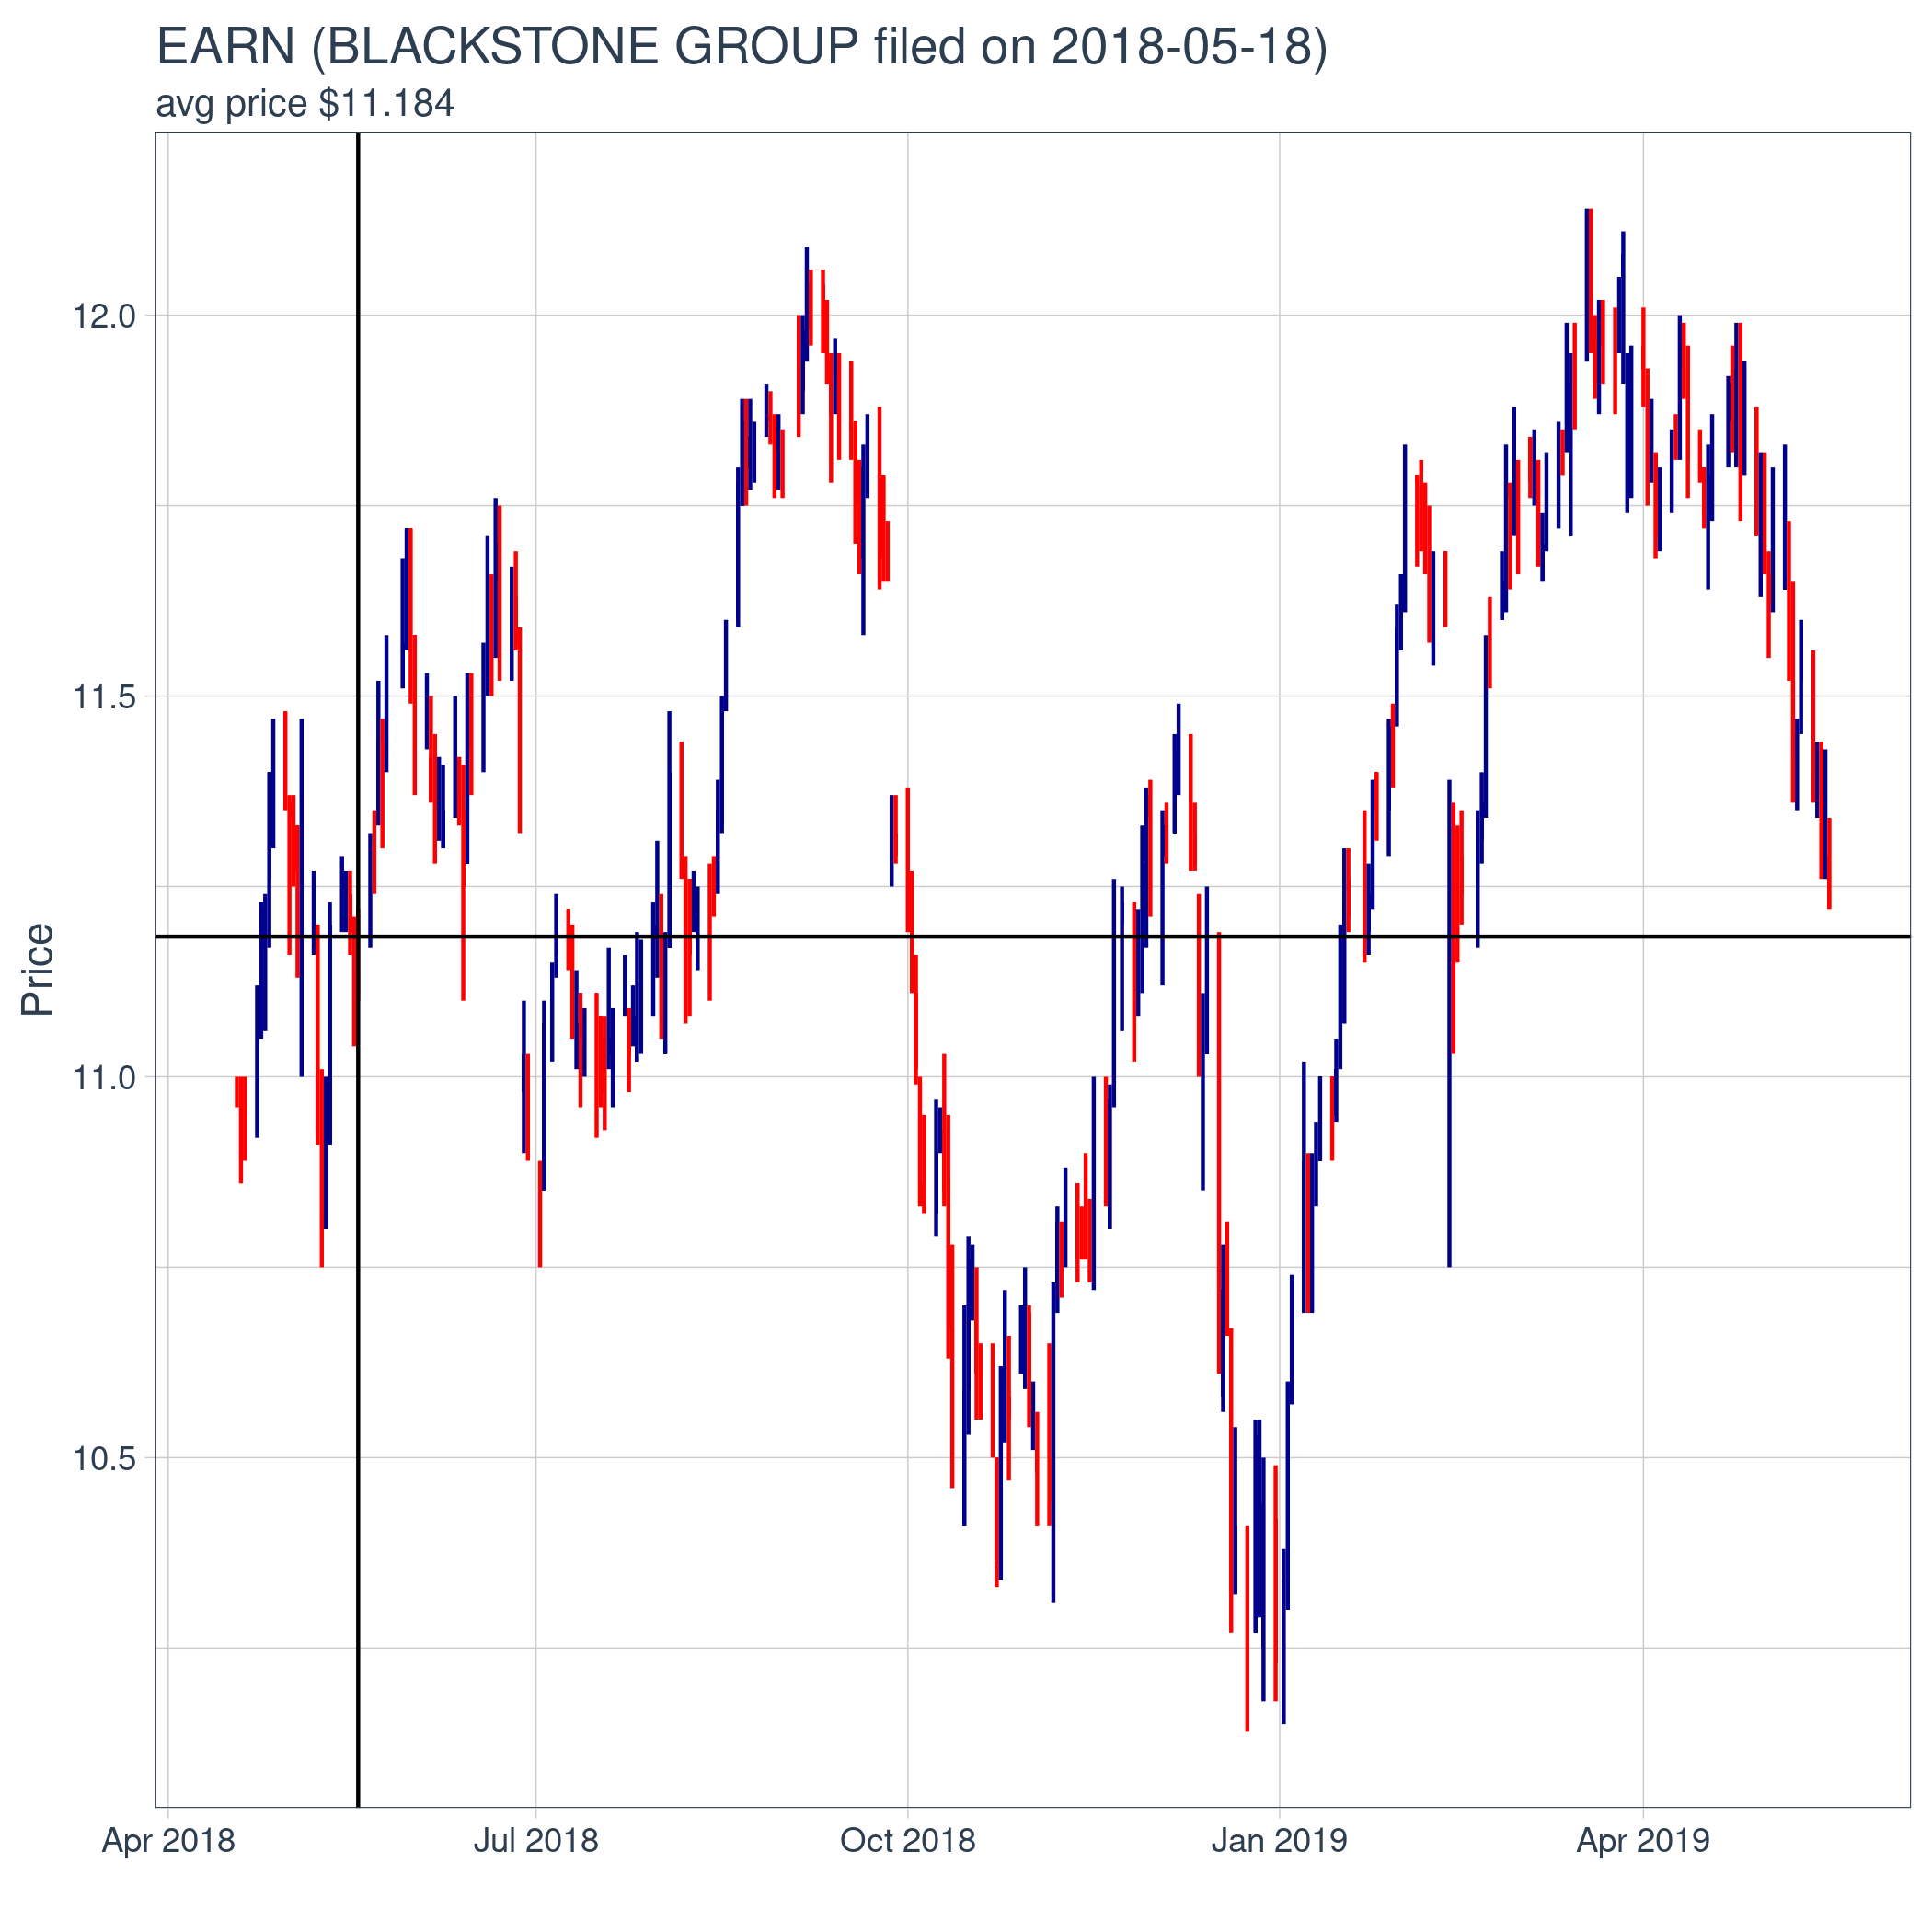 EARN (BLACKSTONE GROUP filed on 2018-05-18)
avg price $11.184
12.0
11.5
11.0
10.5
Price
Apr 2018
Jul 2018
Oct 2018
Jan 2019
Apr 2019